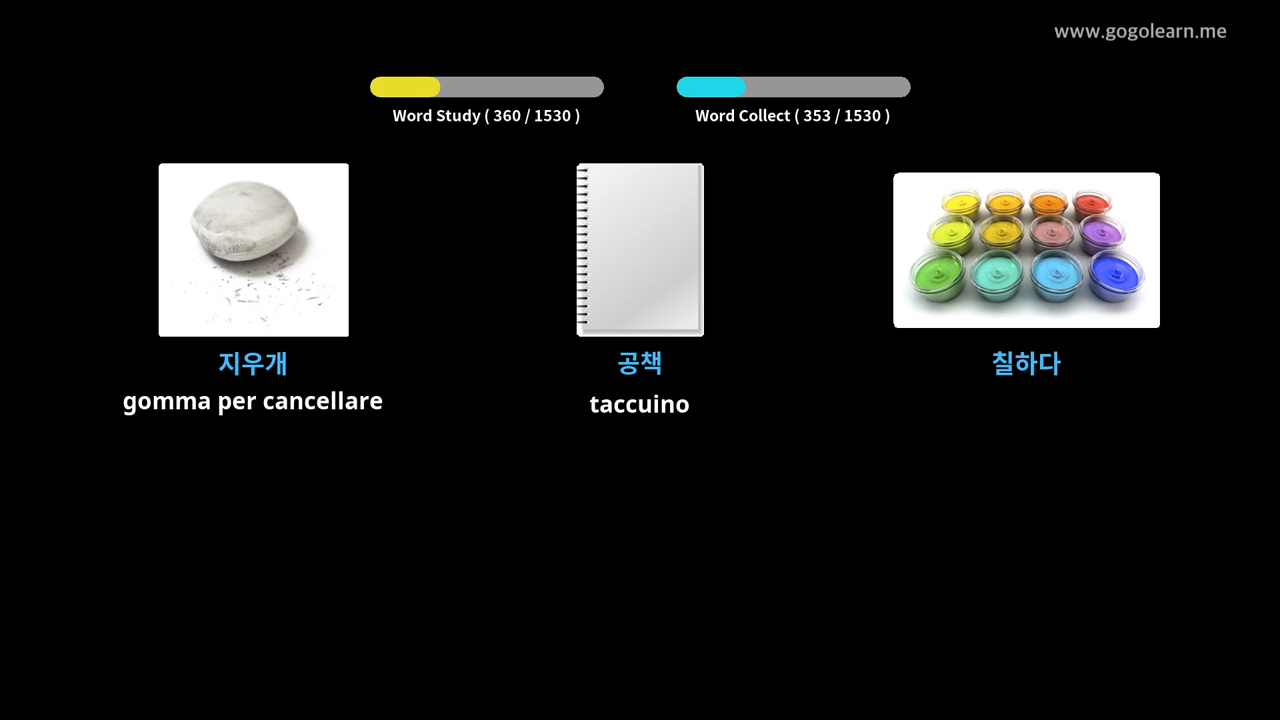 www.gogolearn.me
Word Study ( 360 / 1530 )
Word Collect ( 353 / 1530 )
지우개
공책
칠하다
gomma per cancellare
taccuino